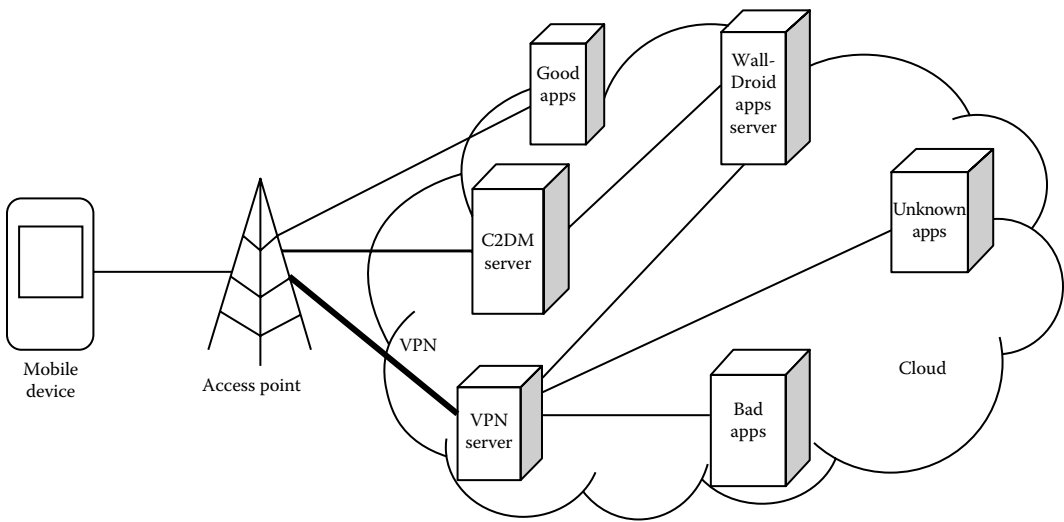 Good
apps
Wall-
Droid
apps
server
Unknown
apps
C2DM
server
VPN
Mobile
device
Access point
VPN
server
Bad
apps
Cloud